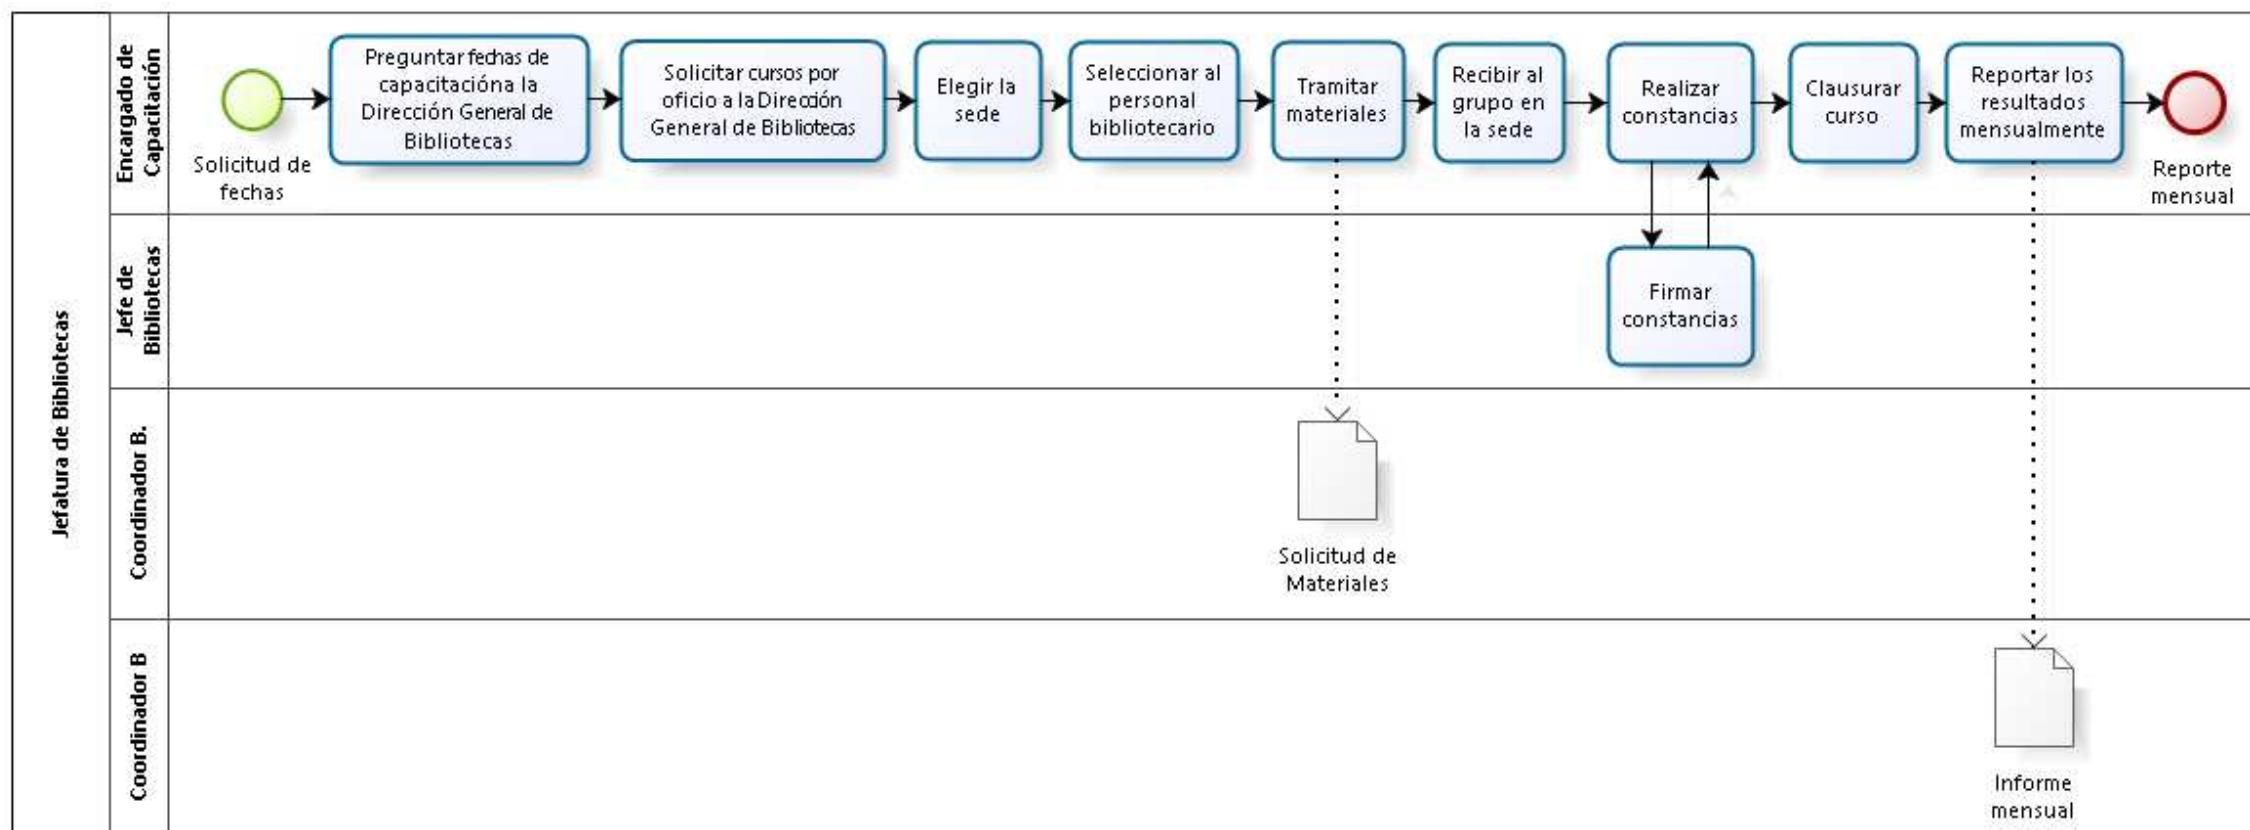 Jefatura de Bibliotecas
Encargado de
Capacitación
Solicitud de
fechas
Preguntar fechas de
capacitacióna la
Dirección General de
Bibliotecas
Solicitar cursos por
oficio a la Dirección
General de Bibliotecas
Elegir la
sede
Seleccionar al
personal
bibliotecario
Tramitar
materiales
Recibir al
grupo en
la sede
Realizar
constancias
Clausurar
curso
Reportar los
resultados
mensualmente
Reporte
mensual
Jefe de
Bibliotecas
Firmar
constancias
Coordinador B.
Solicitud de
Materiales
Coordinador B
Informe
mensual